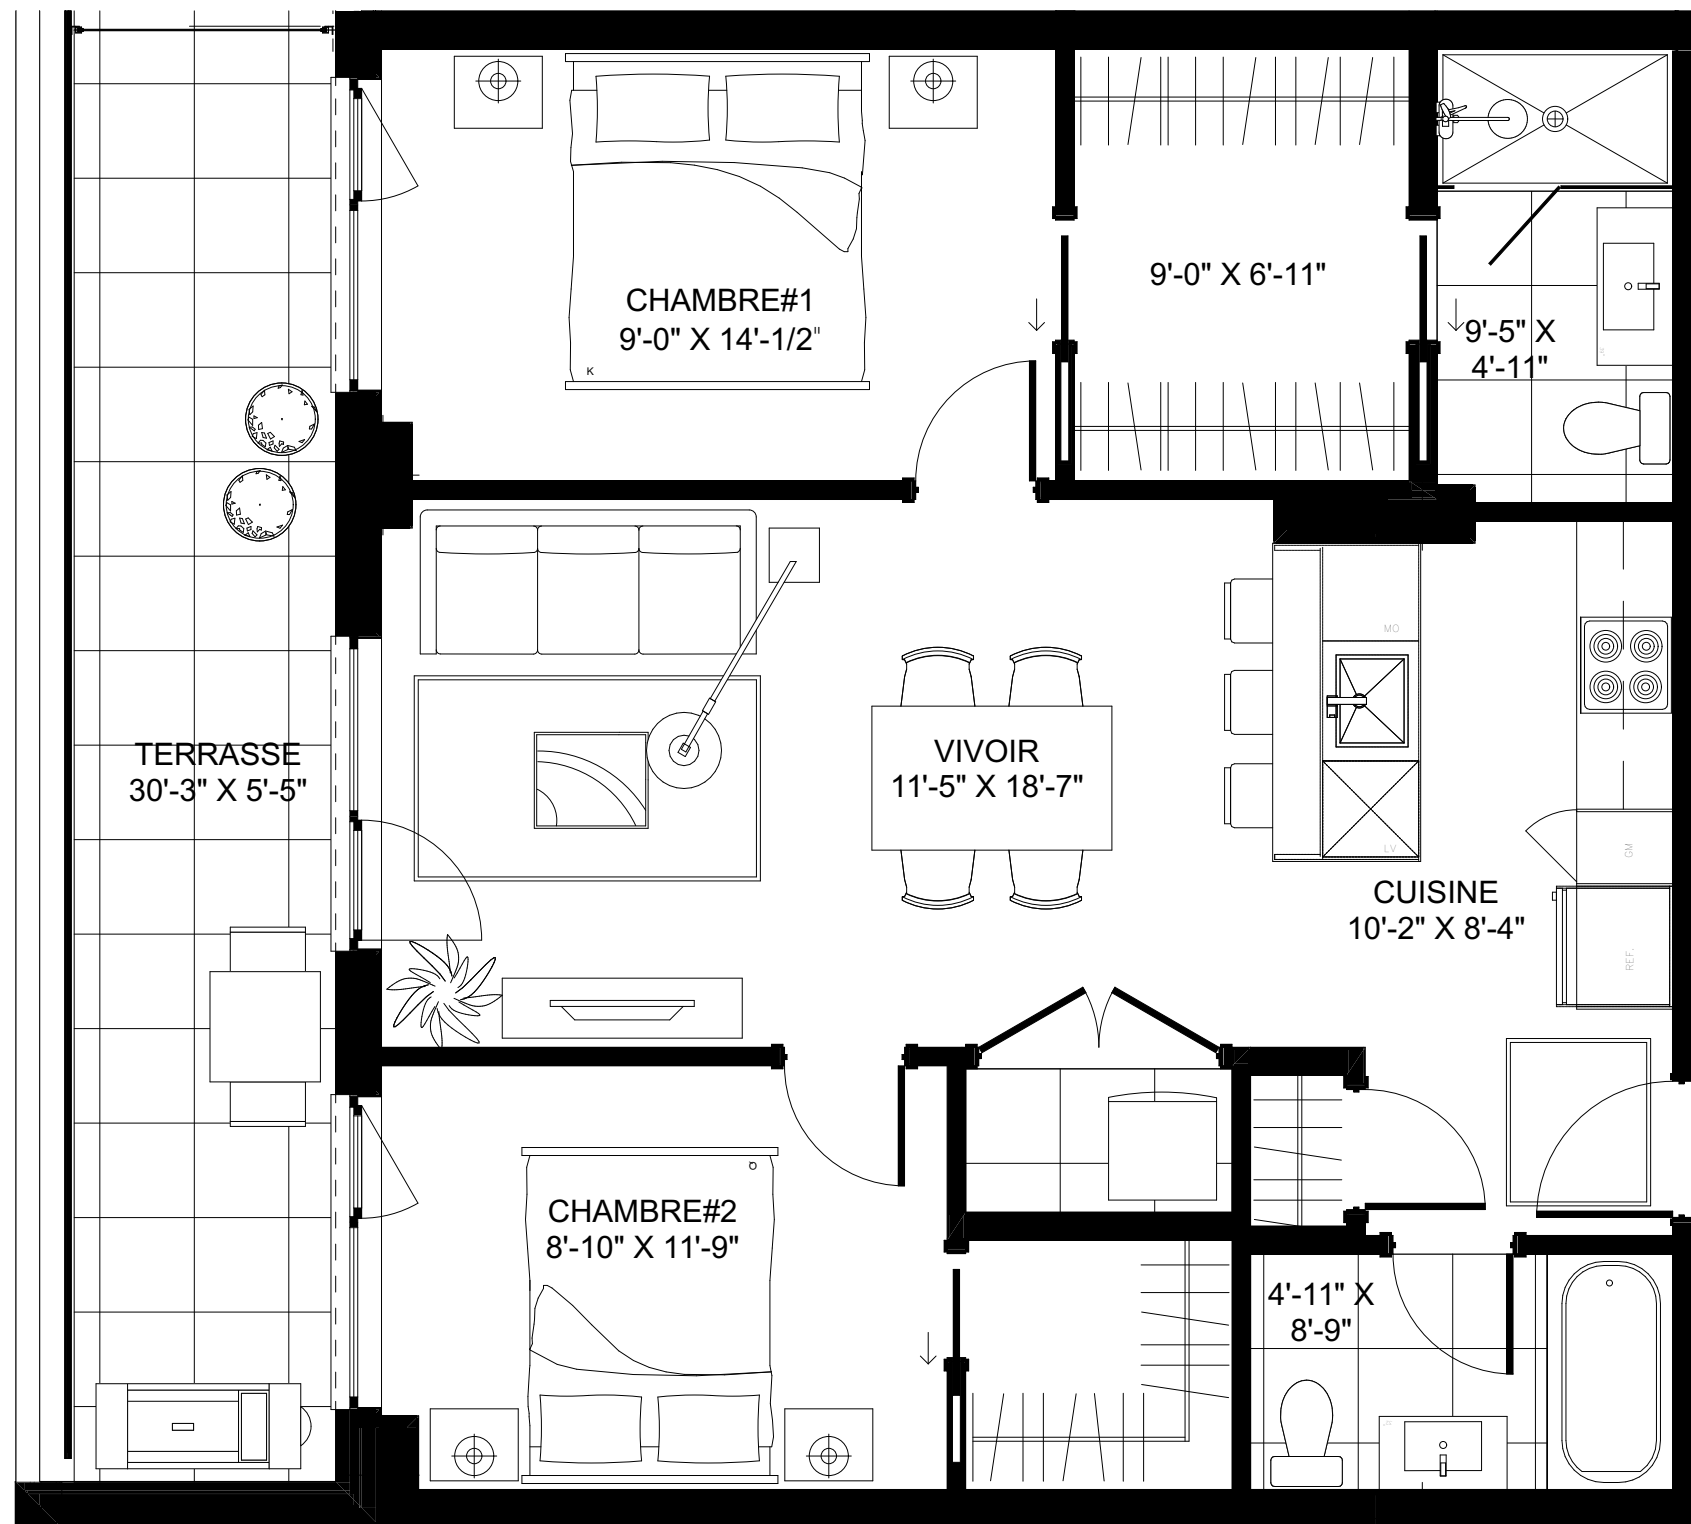 CHAMBRE#1
9'-0" X 14'-1/2"
K
9'-0" X 6'-11"
9'-5" X
4'-11"
MO
TERRASSE
30'-3" X 5'-5"
VIVOIR
11'-5" X 18'-7"
LV
GM
CUISINE
10'-2" X 8'-4"
REF.
CHAMBRE#2
8'-10" X 11'-9"
4'-11" X
8'-9"